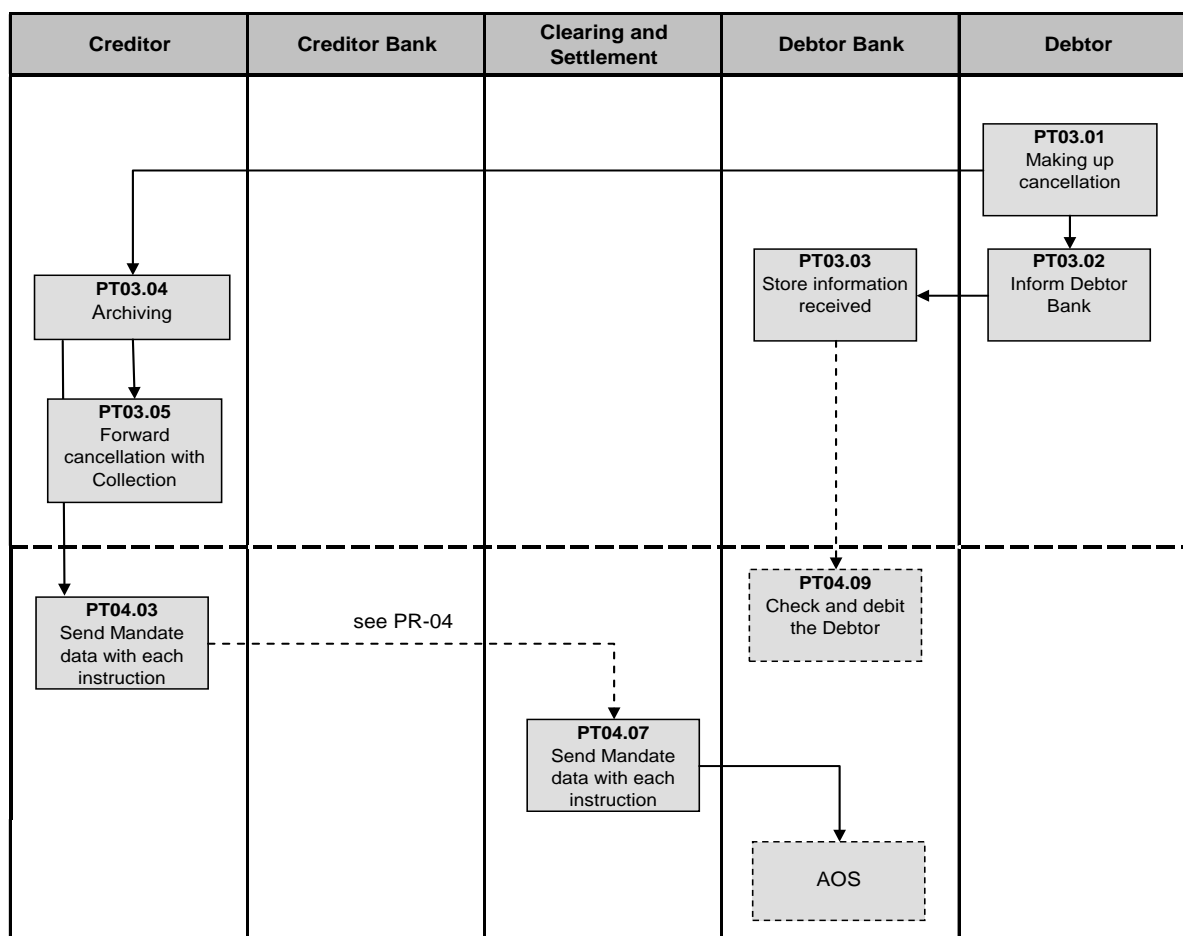 Creditor
Creditor Bank
Clearing and
Settlement
Debtor Bank
Debtor
PT03.01
Making up
cancellation
PT03.04
Archiving
PT03.03
Store information
received
PT03.02
Inform Debtor
Bank
PT03.05
Forward
cancellation with
Collection
PT04.03
Send Mandate
data with each
instruction
see PR-04
PT04.09
Check and debit
the Debtor
PT04.07
Send Mandate
data with each
instruction
AOS